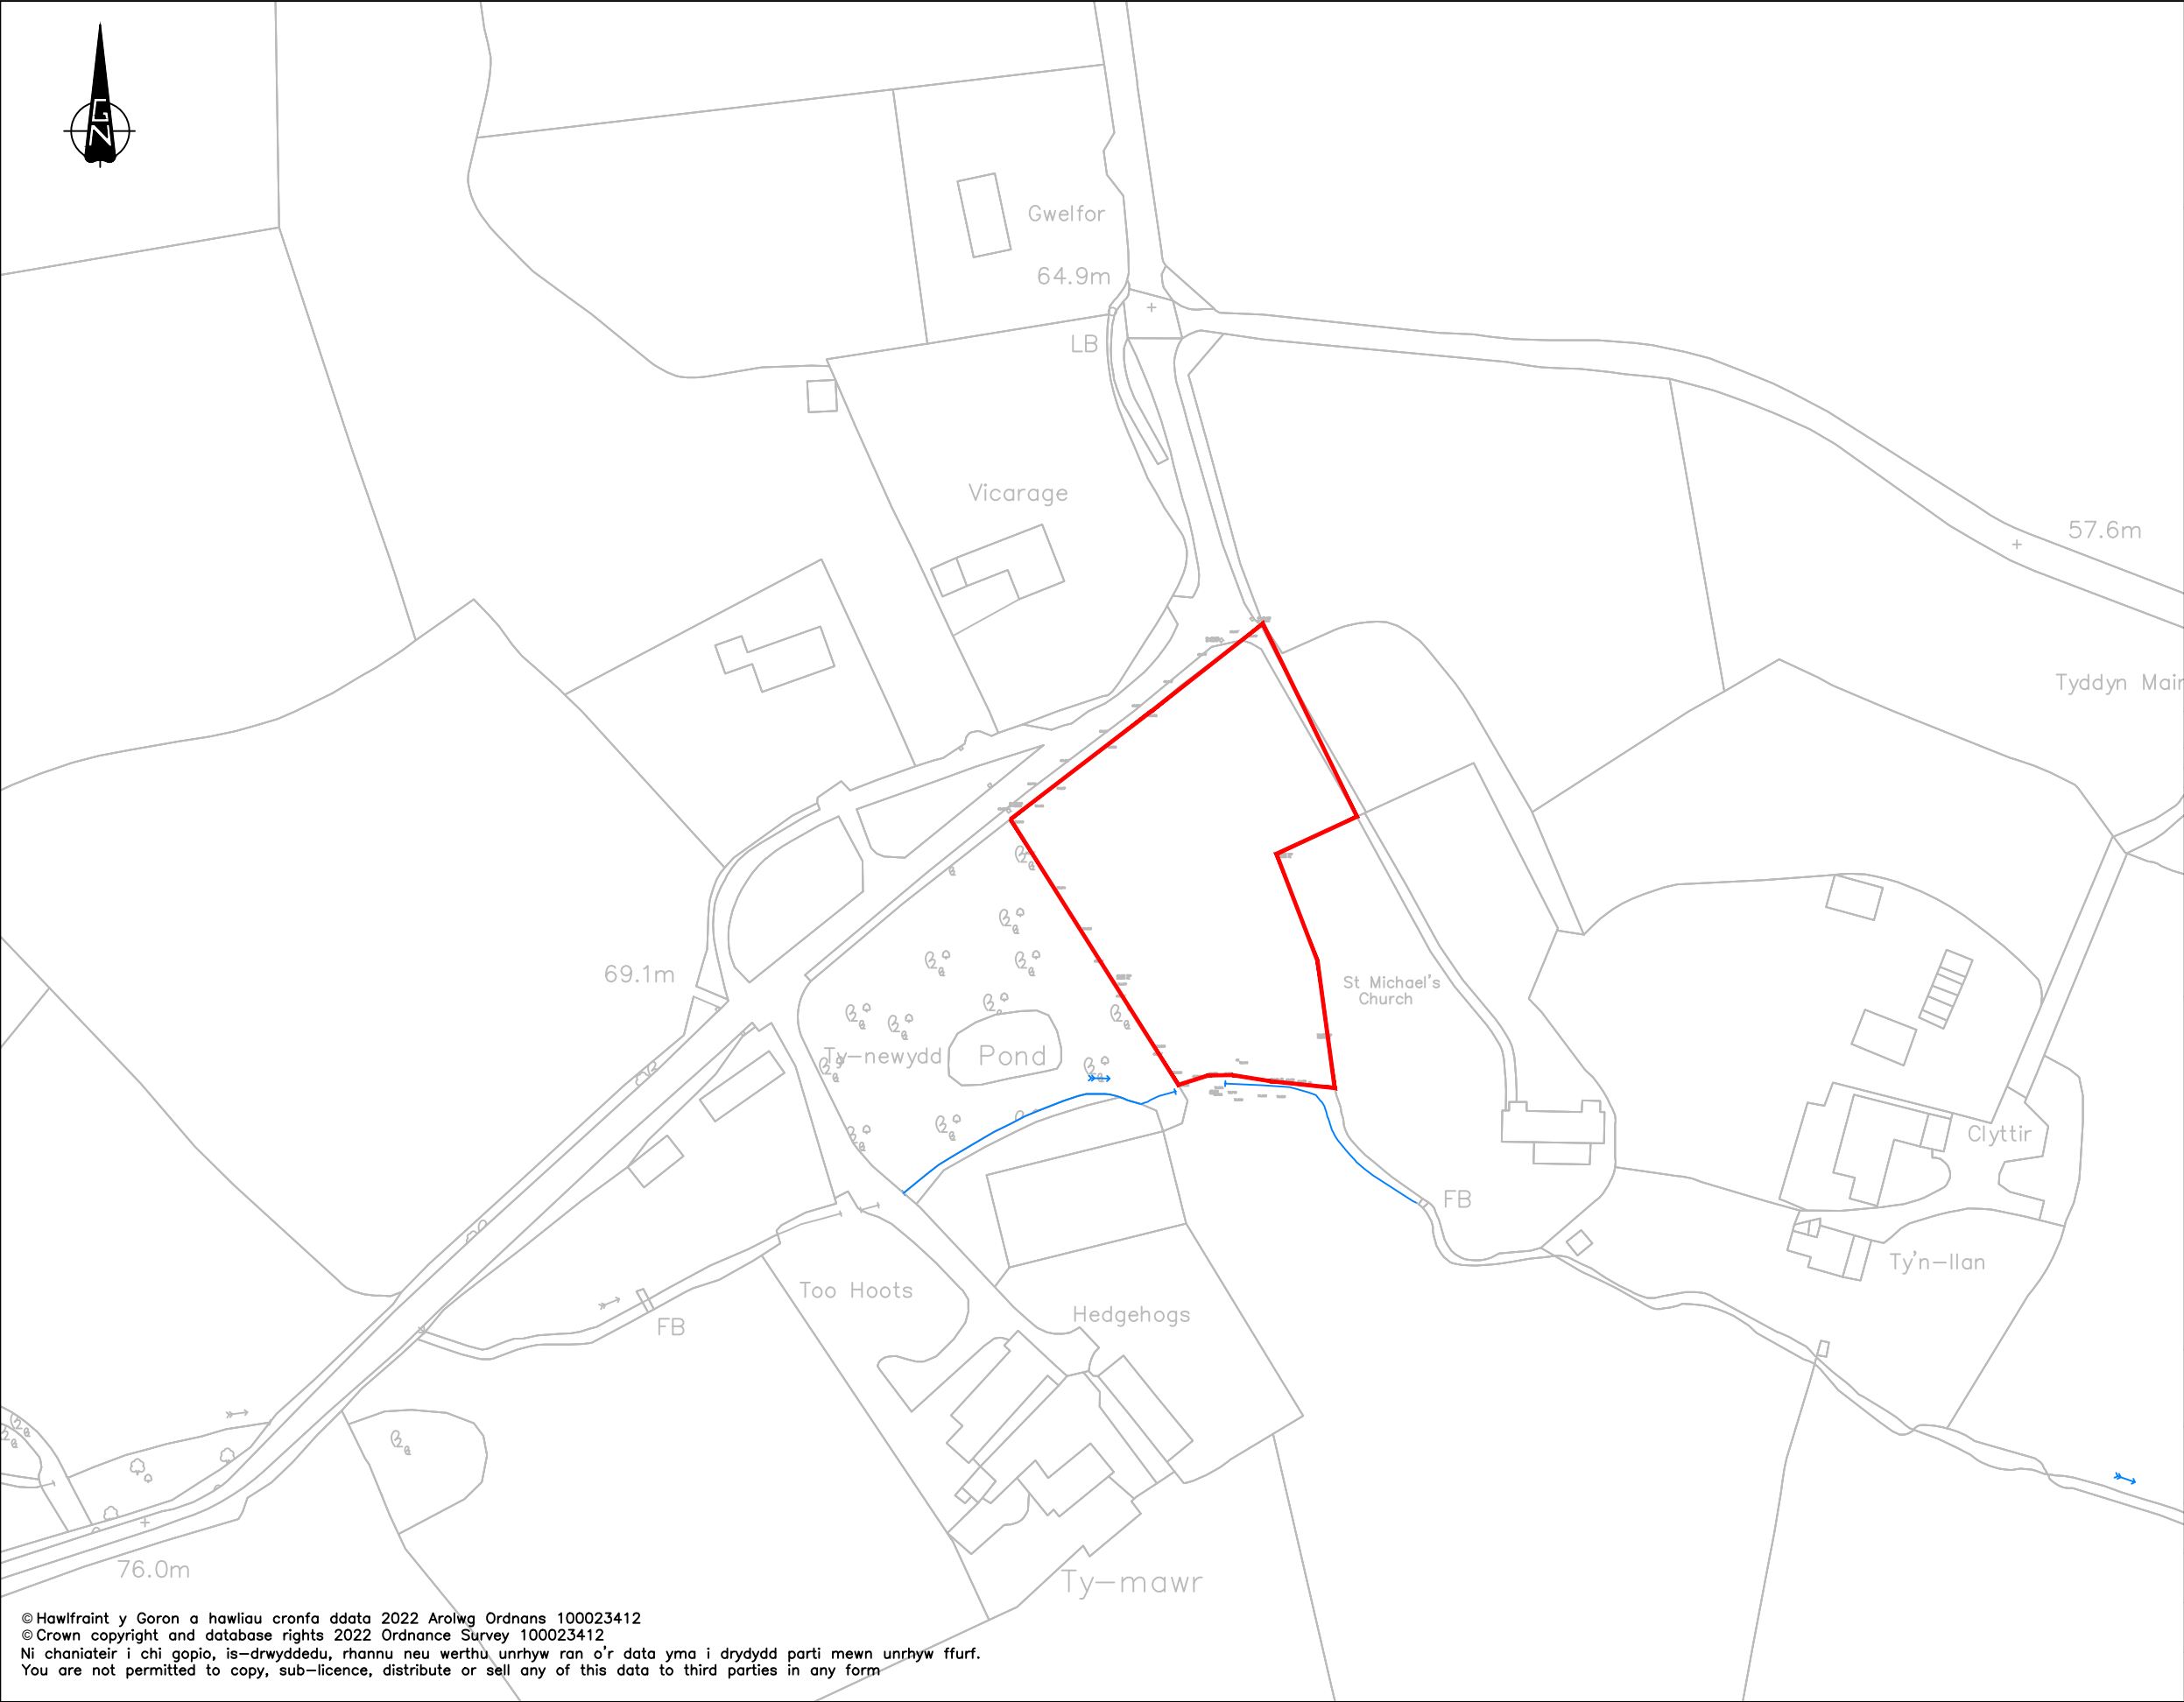 NG
Gwelfor
64.9m
LB
Vicarage
57.6m
Tyddyn Mair
69.1m
St Michael's
Church
Ty-newydd
Pond
Clyttir
FB
Ty'n-llan
Too Hoots
Hedgehogs
FB
76.0m
Ty-mawr
© Hawlfraint y Goron a hawliau cronfa ddata 2022 Arolwg Ordnans 100023412
© Crown copyright and database rights 2022 Ordnance Survey 100023412
Ni chaniateir i chi gopio, is-drwyddedu, rhannu neu werthu unrhyw ran o'r data yma i drydydd parti mewn unrhyw ffurf.
You are not permitted to copy, sub-licence, distribute or sell any of this data to third parties in any form